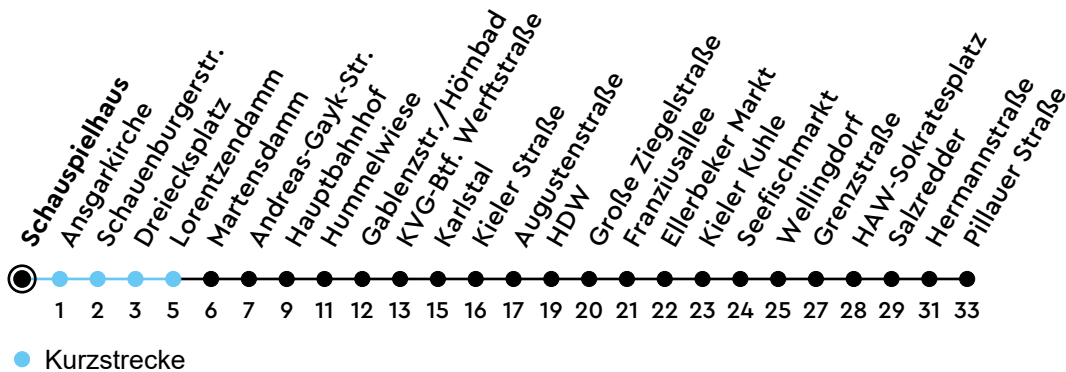 Schauspielhaus
Ansgarkirche
Schauenburgerstr.
Dreiecksplatz
Lorentzendamm
Martensdamm
Andreas-Gayk-Str.
Hauptbahnhof
Hummelwiese
Gablenzstr./Hörnbad
KVG-Btf. Werftstraße
Karlstal
Kieler Straße
Augustenstraße
HDW
Große Ziegelstraße
Franziusallee
Ellerbeker Markt
Kieler Kuhle
Seefischmarkt
Wellingdorf
Grenzstraße
HAW-Sokratesplatz
Salzredder
Hermannstraße
Pillauer Straße
1 2 3 5 6 7 9 11 12 13 15 16 17 19 20 21 22 23 24 25 27 28 29 31 33
Kurzstrecke